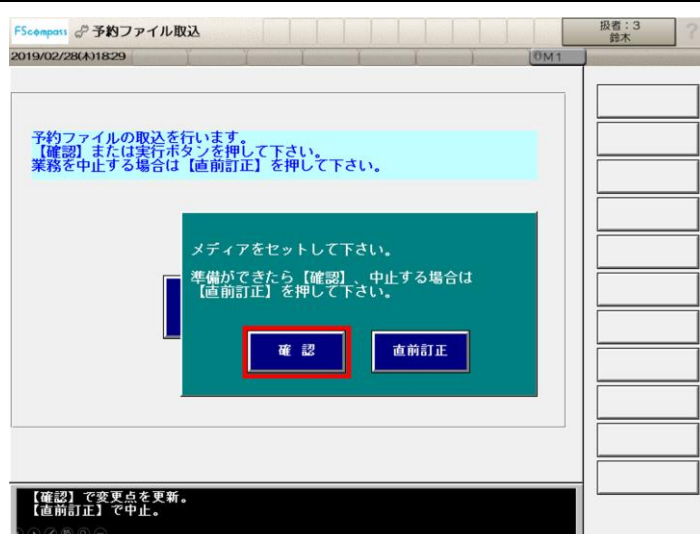 FScompass 予約ファイル取込
扱者：3
鈴木
?
2019/02/28(木)18:29
0M1
予約ファイルの取込を行います。
【確認】または実行ボタンを押して下さい。
業務を中止する場合は【直前訂正】を押して下さい。
メディアをセットして下さい。
準備ができたら【確認】、中止する場合は
【直前訂正】を押して下さい。
確 認
直前訂正
【確認】で変更点を更新。
【直前訂正】で中止。